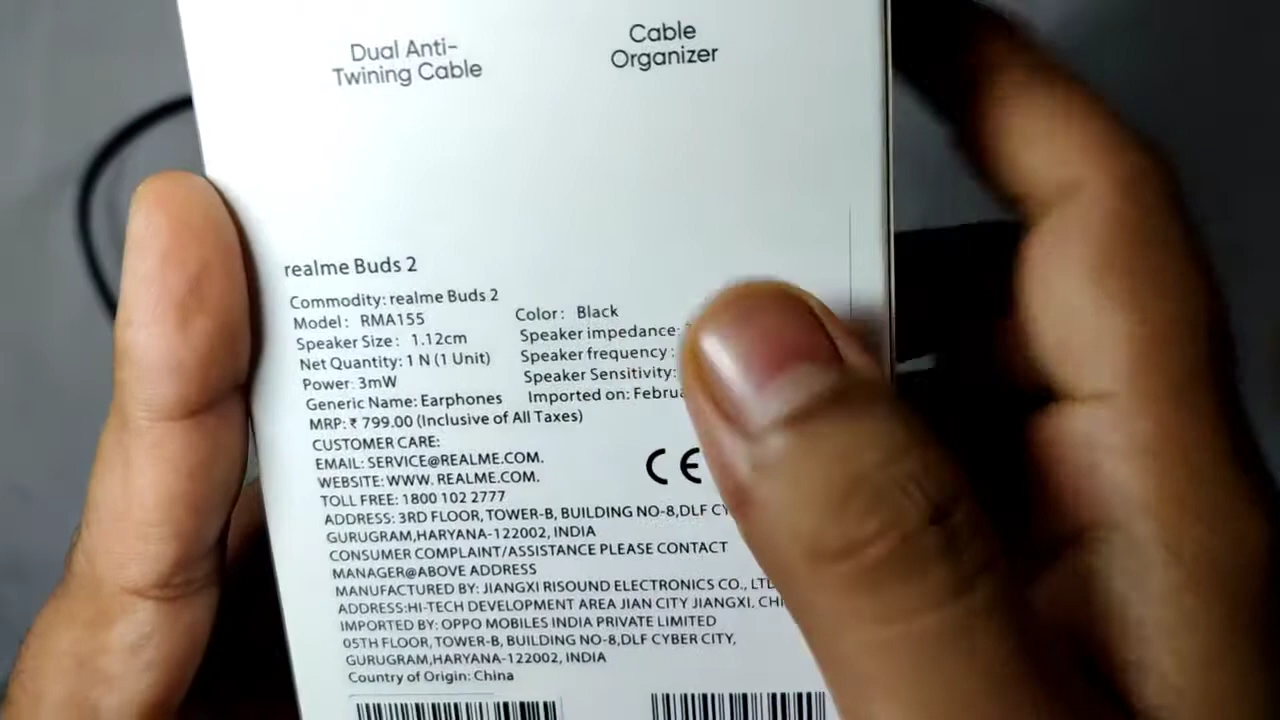 Dual Anti-
Twining Cable
Cable
Organizer
realme Buds 2
Commodity: realme Buds 2
Model: RMA155
Speaker Size: 1.12cm
Net Quantity: 1 N (1 Unit)
Power: 3mW
Generic Name: Earphones
Color: Black
Speaker impedance:
Speaker frequency:
Speaker Sensitivity:
Imported on:
MRP: ₹ 799.00 (Inclusive of All Taxes)
CUSTOMER CARE:
EMAIL: SERVICE@REALME.COM.
WEBSITE: WWW. REALME.COM.
TOLL FREE: 1800 102 2777
CE
ADDRESS: 3RD FLOOR, TOWER-B, BUILDING NO-8,DLF
GURUGRAM,HARYANA-122002, INDIA
CONSUMER COMPLAINT/ASSISTANCE PLEASE CONTACT
MANAGER@ABOVE ADDRESS
MANUFACTURED BY: JIANGXI RISOUND ELECTRONICS CO.,
ADDRESS:HI-TECH DEVELOPMENT AREA JIAN CITY JIANGXI.
IMPORTED BY: OPPO MOBILES INDIA PRIVATE LIMITED
05TH FLOOR, TOWER-B, BUILDING NO-8,DLF CYBER CITY,
GURUGRAM,HARYANA-122002, INDIA
Country of Origin: China